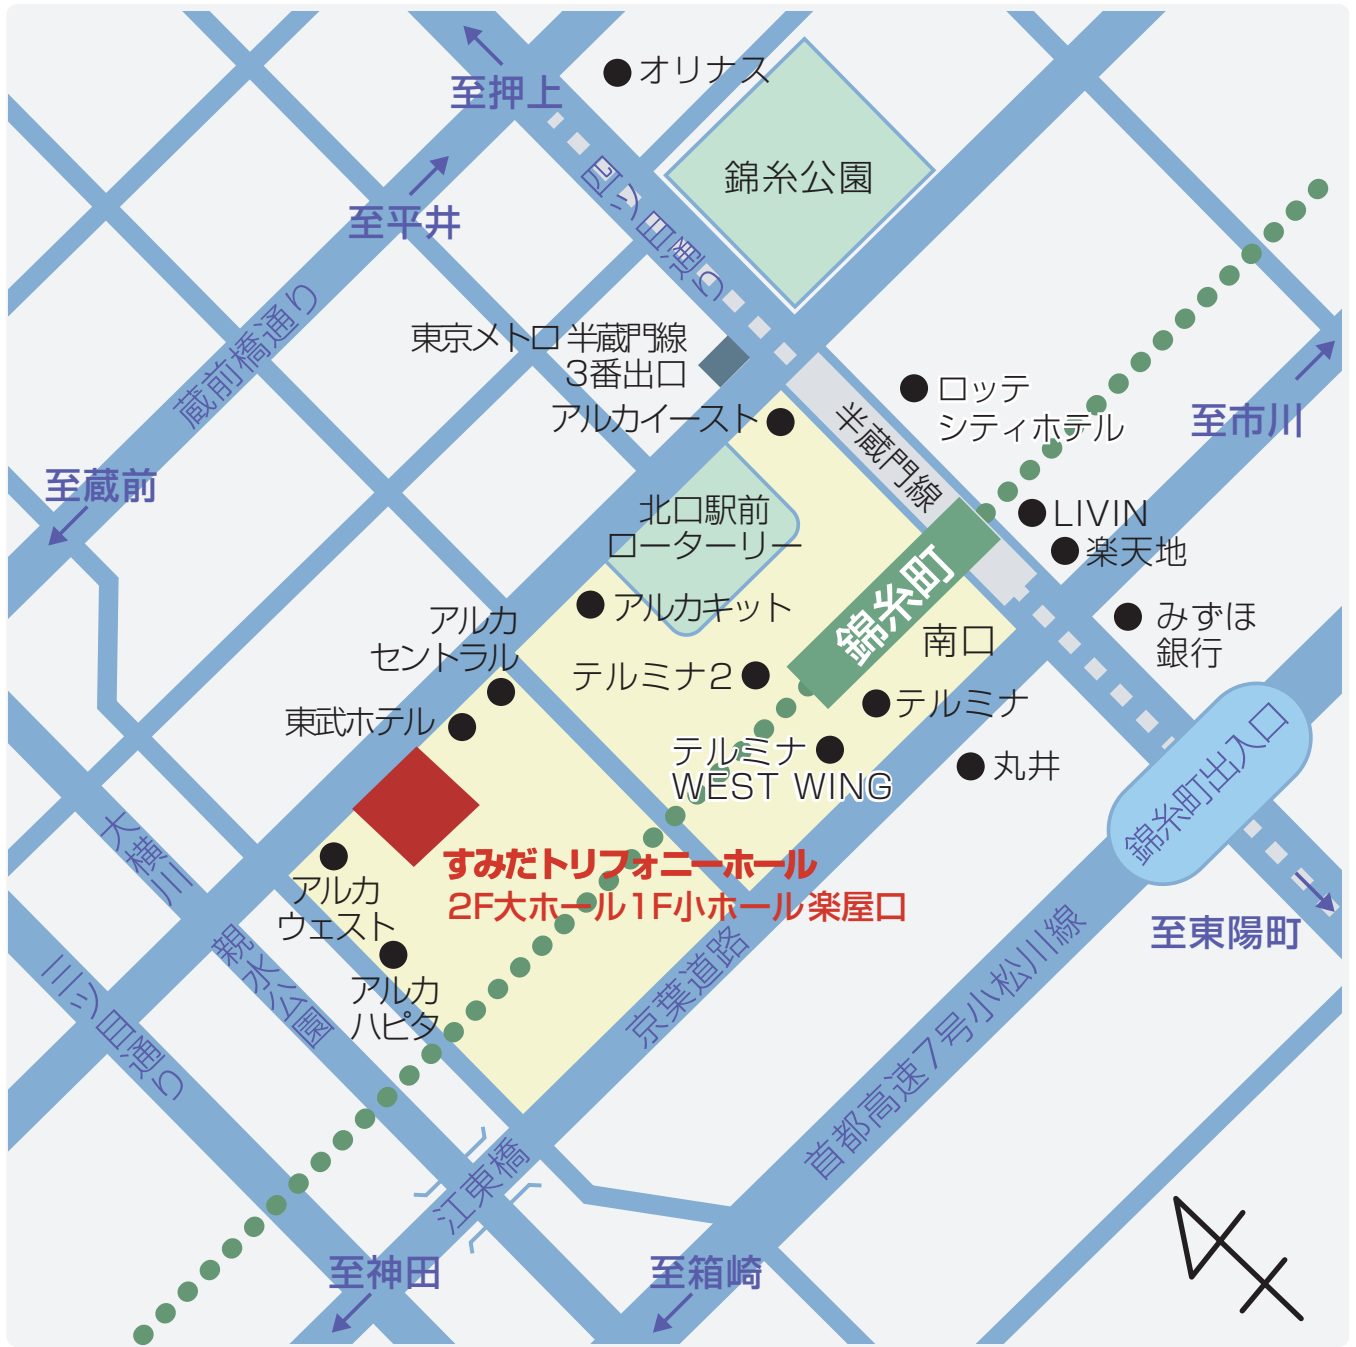 オリナス
至押上
錦糸公園
四ツ目通り
至平井
蔵前橋通り
東京メトロ 半蔵門線
3番出口
アルカイースト
半蔵門線
ロッテ
シティホテル
至市川
至蔵前
北口駅前
ローターリー
LIVIN
楽天地
錦糸町
アルカキット
みずほ
銀行
南口
アルカ
セントラル
テルミナ2
テルミナ
東武ホテル
テルミナ
WEST WING
丸井
錦糸町出入口
大横川
すみだトリフォニーホール
2F大ホール1F小ホール楽屋口
アルカ
ウェスト
至東陽町
親水公園
京葉道路
アルカ
ハピタ
三ツ目通り
首都高速7号小松川線
江東橋
至神田
至箱崎